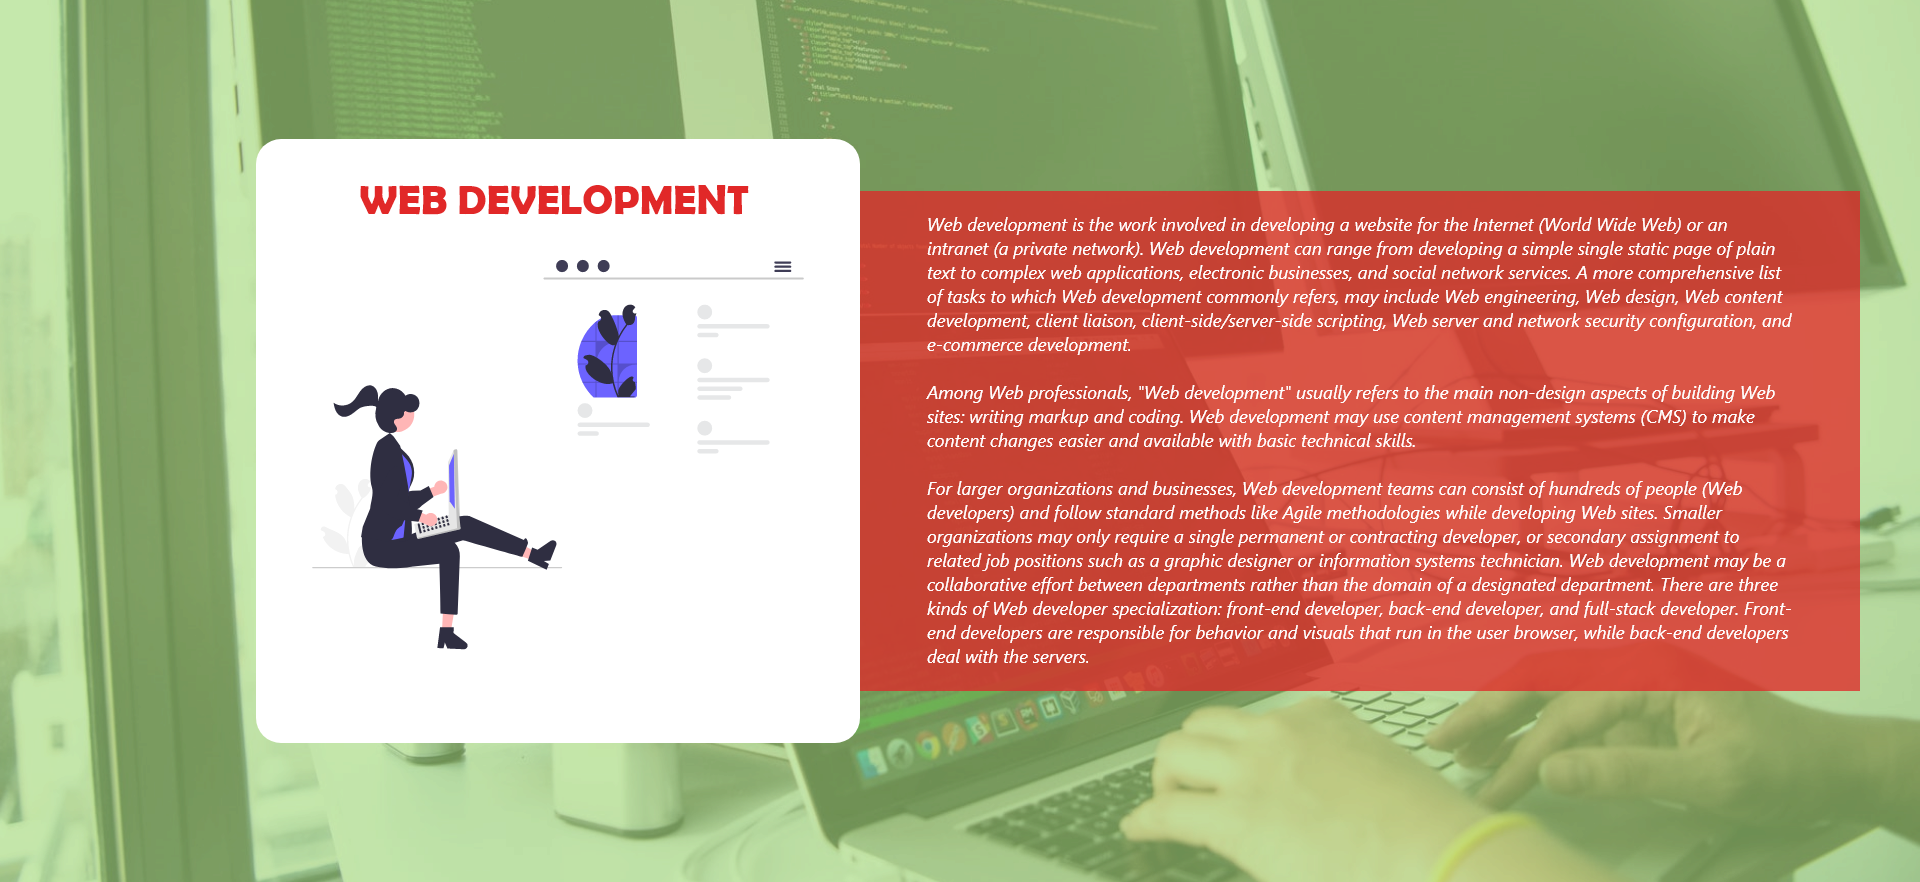 WEB DEVELOPMENT
Web development is the work involved in developing a website for the Internet (World Wide Web) or an
intranet (a private network). Web development can range from developing a simple single static page of plain
text to complex web applications, electronic businesses, and social network services. A more comprehensive list
of tasks to which Web development commonly refers, may include Web engineering, Web design, Web content
development, client liaison, client-side/server-side scripting, Web server and network security configuration, and
e-commerce development.
Among Web professionals, "Web development" usually refers to the main non-design aspects of building Web
sites: writing markup and coding. Web development may use content management systems (CMS) to make
content changes easier and available with basic technical skills.
For larger organizations and businesses, Web development teams can consist of hundreds of people (Web
developers) and follow standard methods like Agile methodologies while developing Web sites. Smaller
organizations may only require a single permanent or contracting developer, or secondary assignment to
related job positions such as a graphic designer or information systems technician. Web development may be a
collaborative effort between departments rather than the domain of a designated department. There are three
kinds of Web developer specialization: front-end developer, back-end developer, and full-stack developer. Front-
end developers are responsible for behavior and visuals that run in the user browser, while back-end developers
deal with the servers.